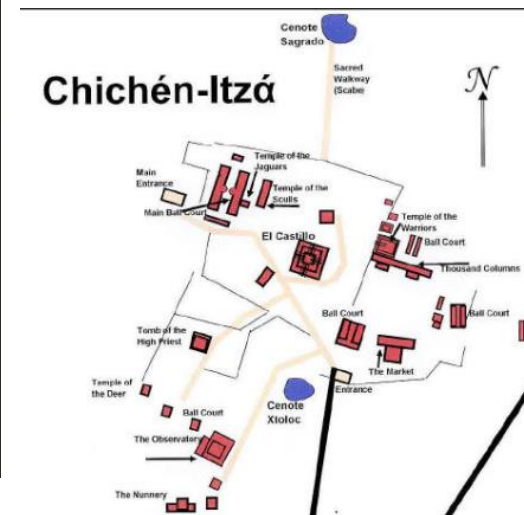 Cenote
Sagrado
Sacred
Walkway
(Scabe)
N
Chichén-Itzá
Temple of the
Jaguars
Main
Entrance
Temple of the
Sculls
Main Ball Court
Temple of the
Warriors
El Castillo
Ball Court
Thousand Columns
Ball Court
Ball Court
Tomb of the
High Priest
The Market
Temple of
the Deer
Entrance
Cenote
Xtoloc
Ball Court
The Observatory
The Nunnery